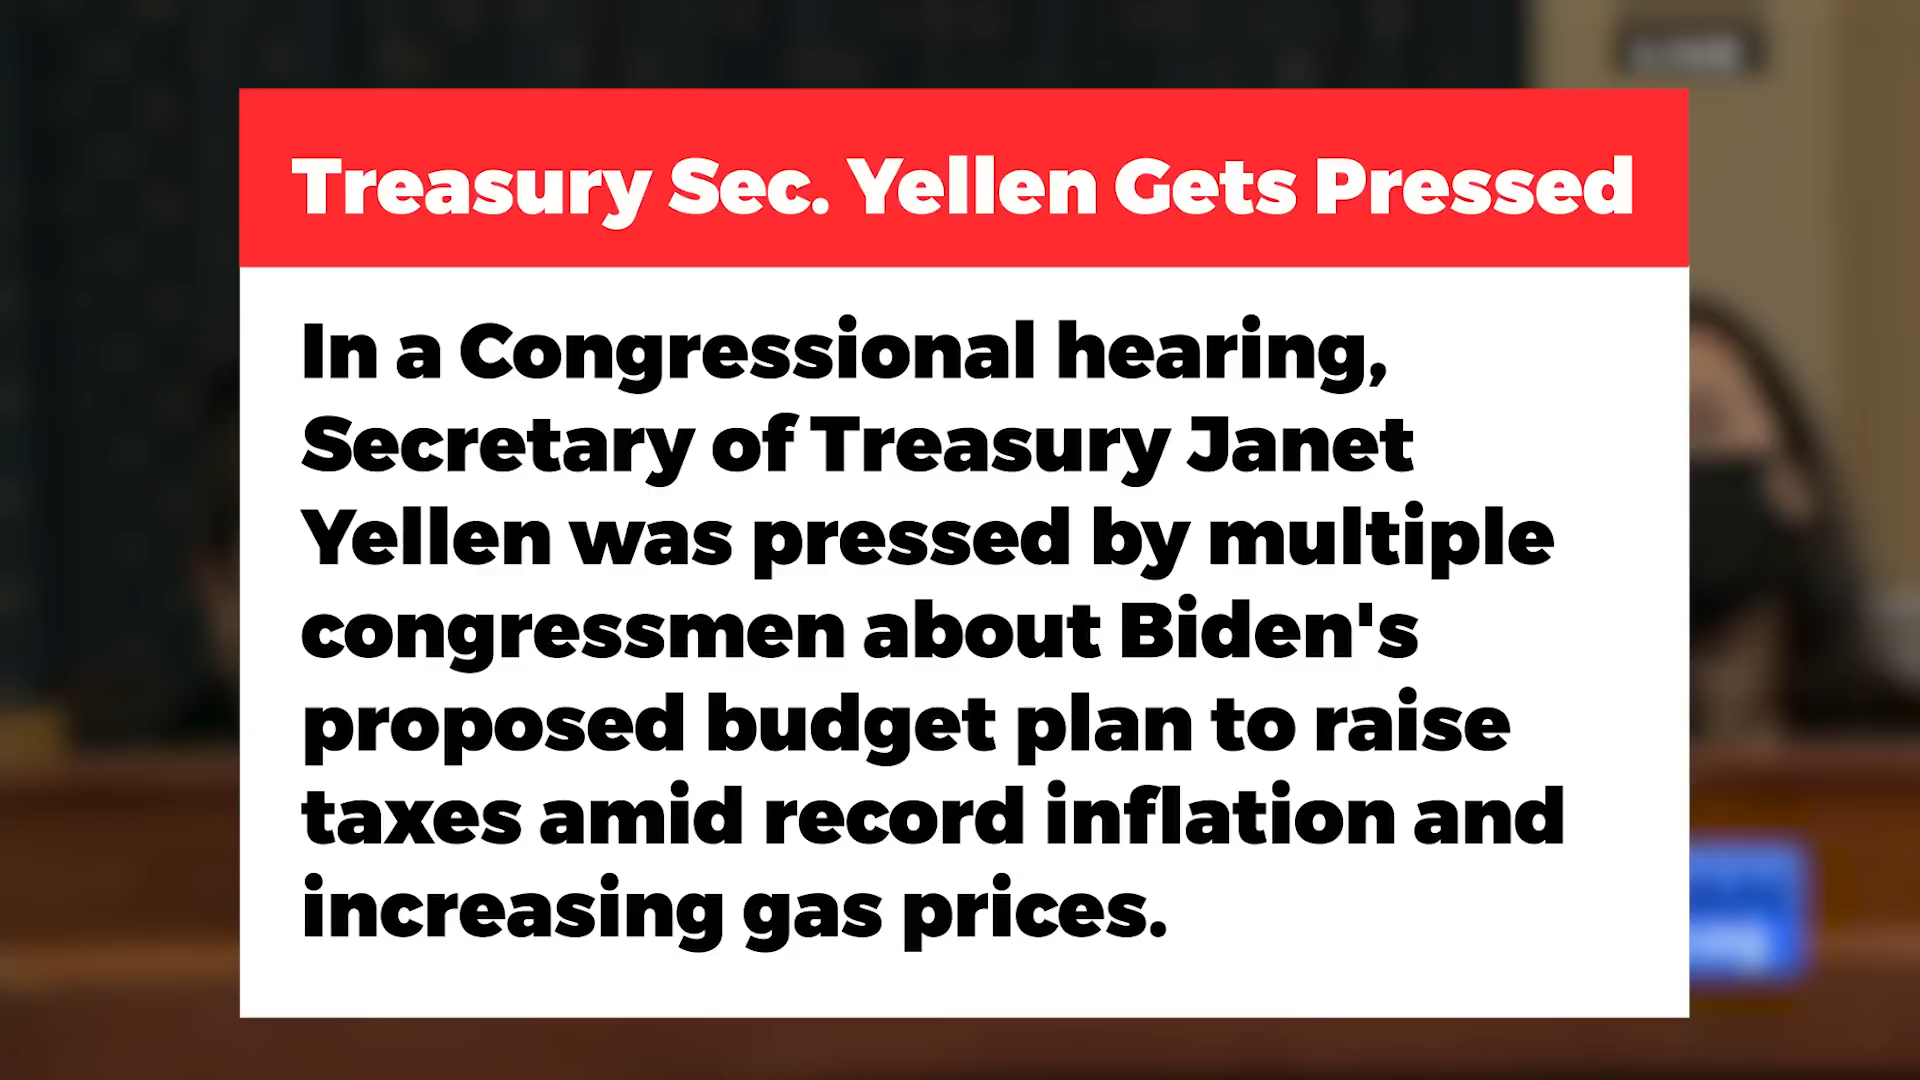 Treasury Sec. Yellen Gets Pressed
In a Congressional hearing,
Secretary of Treasury Janet
Yellen was pressed by multiple
congressmen about Biden's
proposed budget plan to raise
taxes amid record inflation and
increasing gas prices.